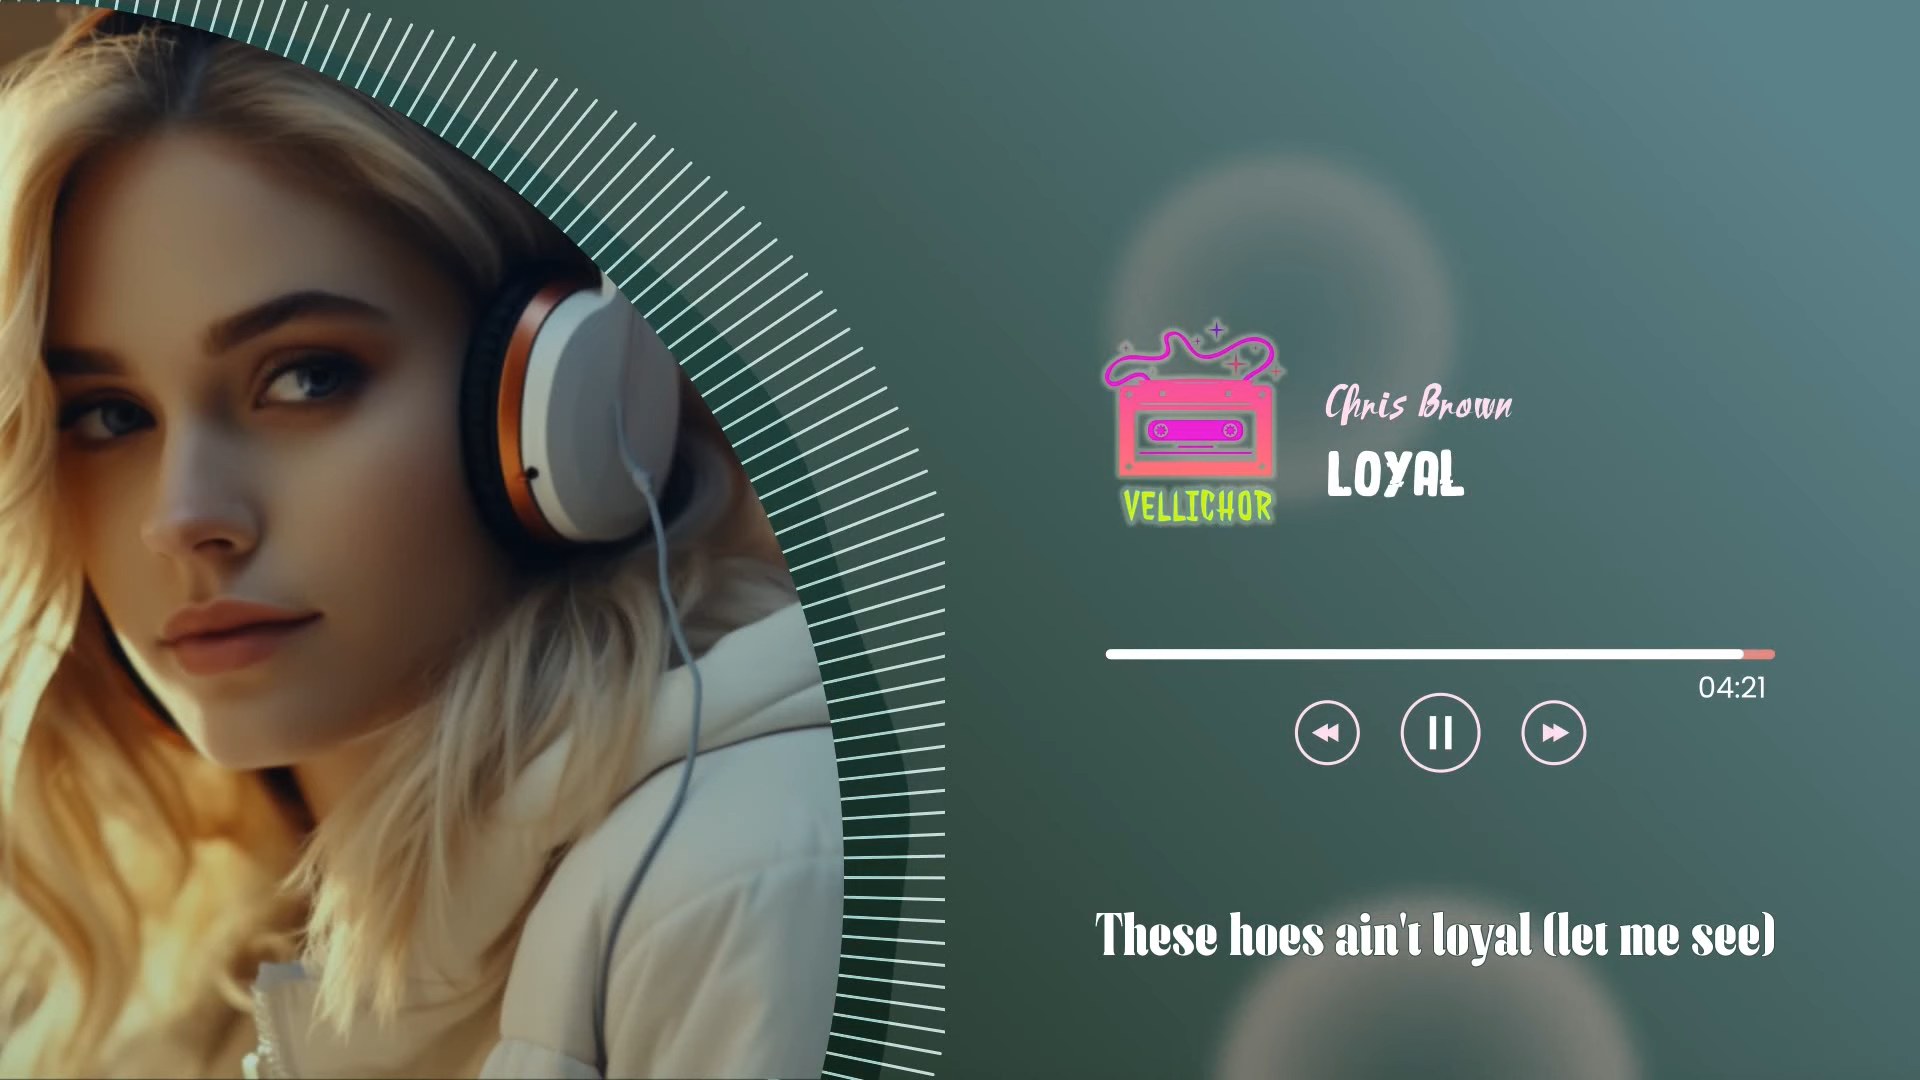 Chris Brown
LOYAL
VELLICHOR
04:21
These hoes ain't loyal (let me see)